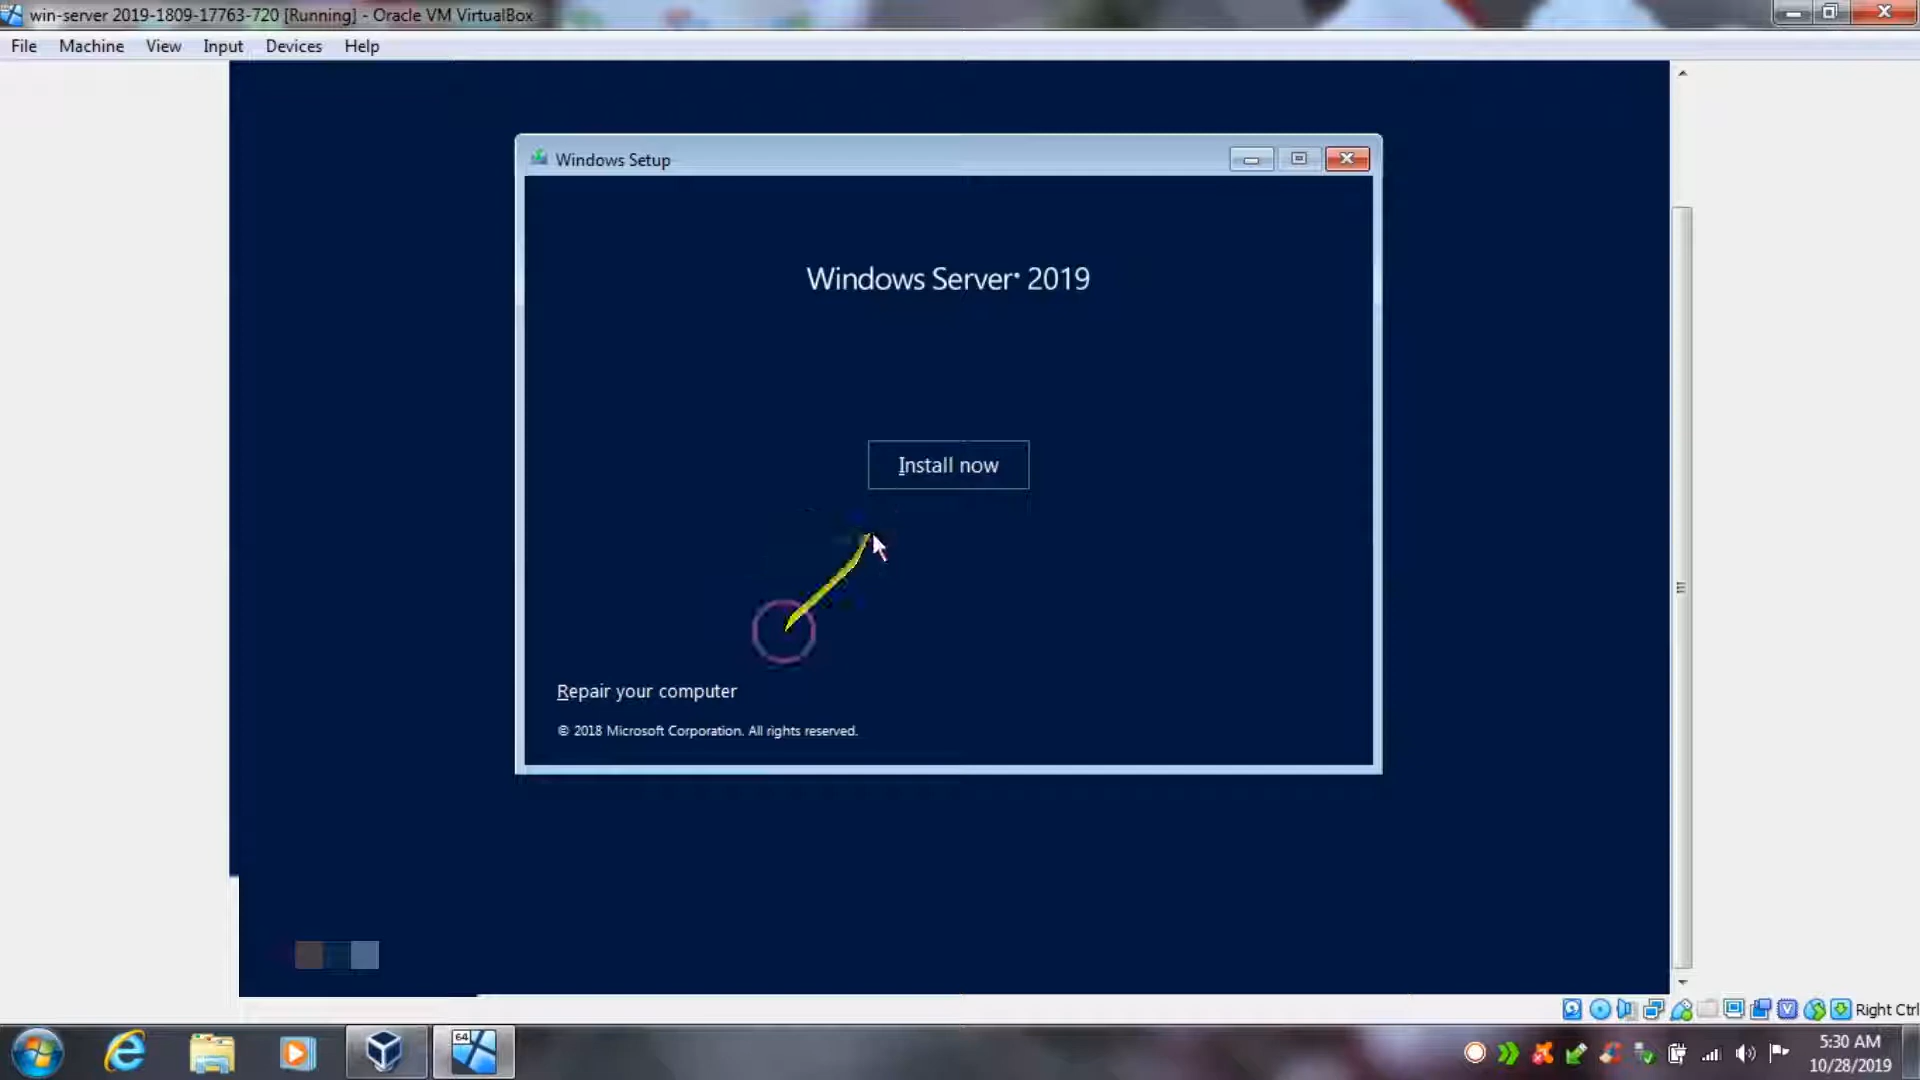 win-server 2019-1809-17763-720 [Running] - Oracle VM VirtualBox
File Machine View Input Devices Help
Windows Setup
Windows Server® 2019
Install now
Repair your computer
© 2018 Microsoft Corporation. All rights reserved.
Right Ctrl
64
5:30 AM
10/28/2019